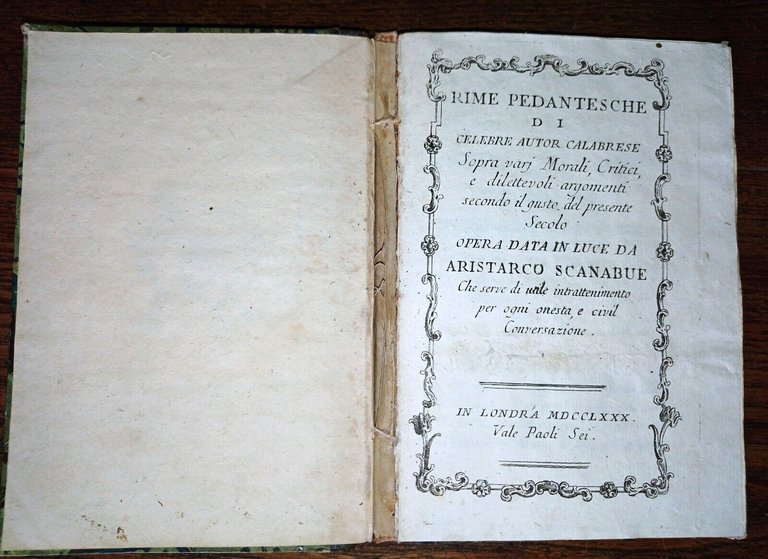 RIME PEDANTESCHE
DI
CELEBRE AUTOR CALABRESE
Sopra varj Morali, Critici,
e dilettevoli argomenti
secondo il gusto del presente
Secolo
OPERA DATA IN LUCE DA
ARISTARCO SCANABUE
Che serve di utile intrattenimento
per ogni onesta, e civil
Conversazione.
IN LONDRA MDCCLXXX.
Vale Paoli Sei.